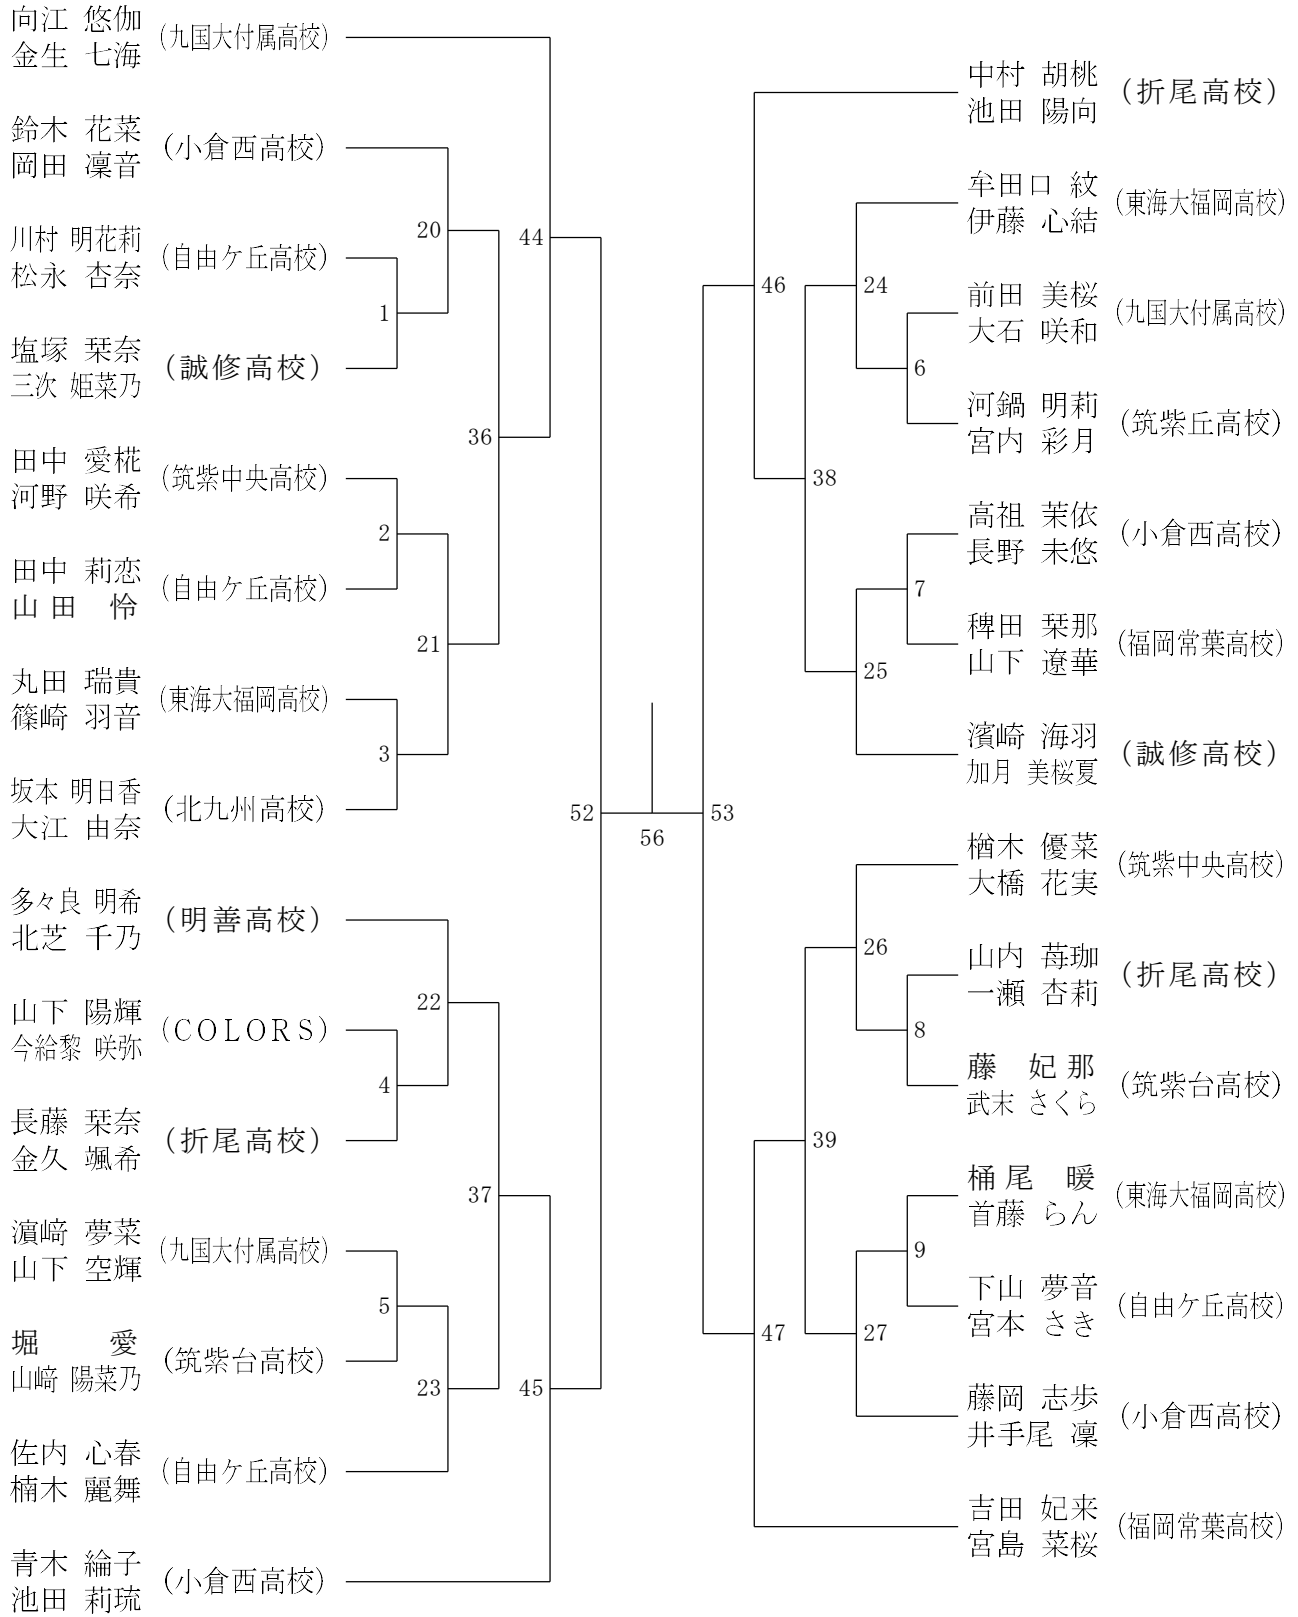 向江 悠伽
金生 七海
(九国大付属高校)
鈴木 花菜
岡田 凜音
(小倉西高校)
川村 明花莉
松永 杏奈
(自由ケ丘高校)
塩塚 栞奈
三次 姫菜乃
(誠修高校)
田中 愛椛
河野 咲希
(筑紫中央高校)
田中 莉恋
山田 怜
(自由ケ丘高校)
丸田 瑞貴
篠崎 羽音
(東海大福岡高校)
坂本 明日香
大江 由奈
(北九州高校)
多々良 明希
北芝 千乃
(明善高校)
山下 陽輝
今給黎 咲弥
(COLORS)
長藤 栞奈
金久 颯希
(折尾高校)
濵﨑 夢菜
山下 空輝
(九国大付属高校)
堀 愛
山﨑 陽菜乃
(筑紫台高校)
佐内 心春
楠木 麗舞
(自由ケ丘高校)
青木 綸子
池田 莉琉
(小倉西高校)
20
1
44
36
2
21
3
22
4
37
5
23
45
52
56
53
46
24
6
38
7
25
26
8
39
9
27
47
中村 胡桃
池田 陽向
(折尾高校)
牟田口 紋
伊藤 心結
(東海大福岡高校)
前田 美桜
大石 咲和
(九国大付属高校)
河鍋 明莉
宮内 彩月
(筑紫丘高校)
高祖 茉依
長野 未悠
(小倉西高校)
稗田 栞那
山下 遼華
(福岡常葉高校)
濱崎 海羽
加月 美桜夏
(誠修高校)
楢木 優菜
大橋 花実
(筑紫中央高校)
山内 苺珈
一瀬 杏莉
(折尾高校)
藤 妃那
武末 さくら
(筑紫台高校)
桶尾 暖
首藤 らん
(東海大福岡高校)
下山 夢音
宮本 さき
(自由ケ丘高校)
藤岡 志歩
井手尾 凜
(小倉西高校)
吉田 妃来
宮島 菜桜
(福岡常葉高校)